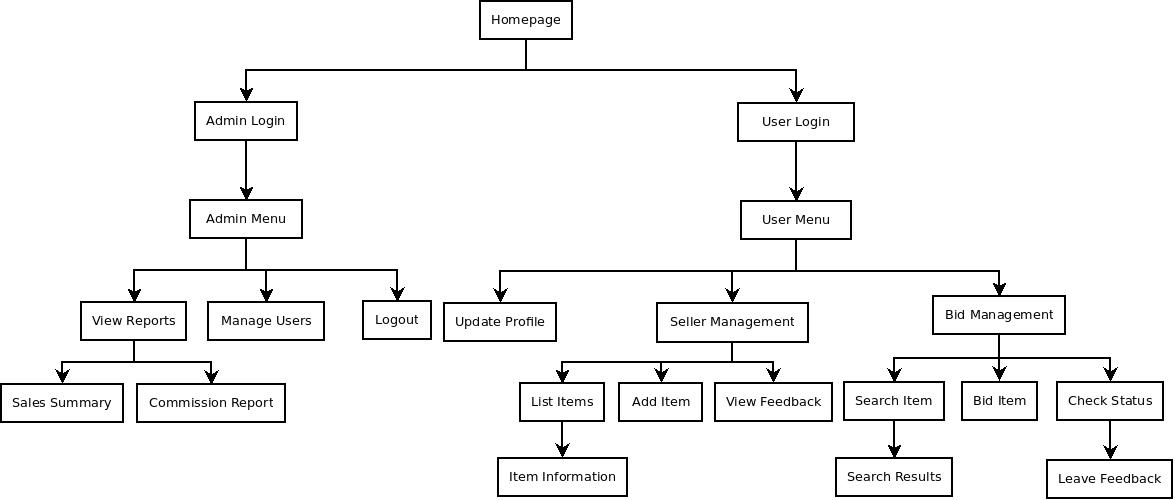 Homepage
Admin Login
User Login
Admin Menu
User Menu
View Reports
Manage Users
Logout
Update Profile
Seller Management
Bid Management
Sales Summary
Commission Report
List Items
Add Item
View Feedback
Search Item
Bid Item
Check Status
Item Information
Search Results
Leave Feedback